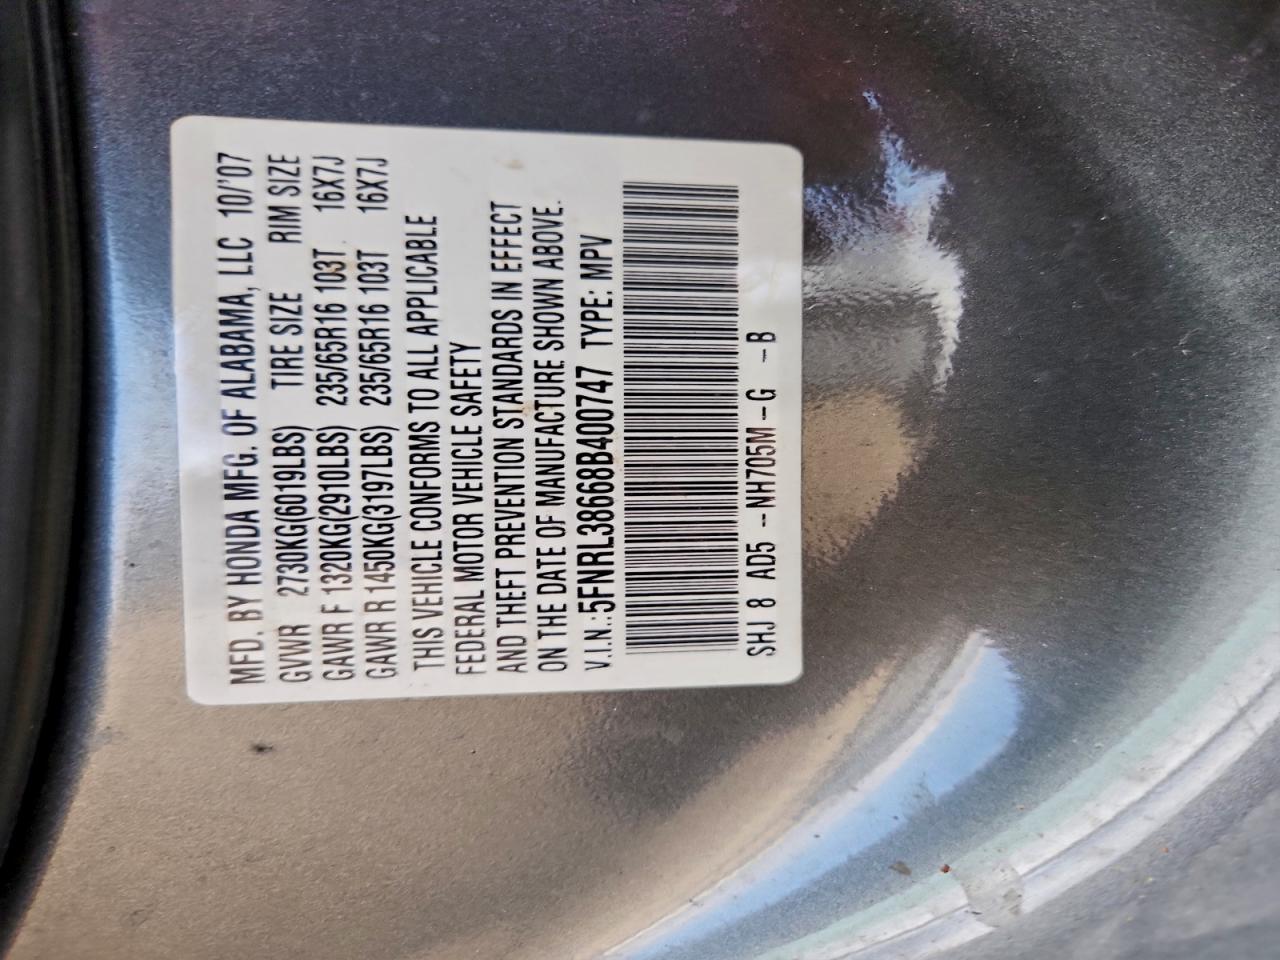 MFD. BY HONDA MFG. OF ALABAMA, LLC 10/'07
GVWR 2730KG(6019LBS) TIRE SIZE RIM SIZE
GAWR F 1320KG(2910LBS) 235/65R16 103T 16X7J
GAWR R 1450KG(3197LBS) 235/65R16 103T 16X7J
THIS VEHICLE CONFORMS TO ALL APPLICABLE
FEDERAL MOTOR VEHICLE SAFETY
AND THEFT PREVENTION STANDARDS IN EFFECT
ON THE DATE OF MANUFACTURE SHOWN ABOVE.
V.I.N.:5FNRL38668B400747 TYPE: MPV
SHJ 8 AD5 -NH705M-G -B